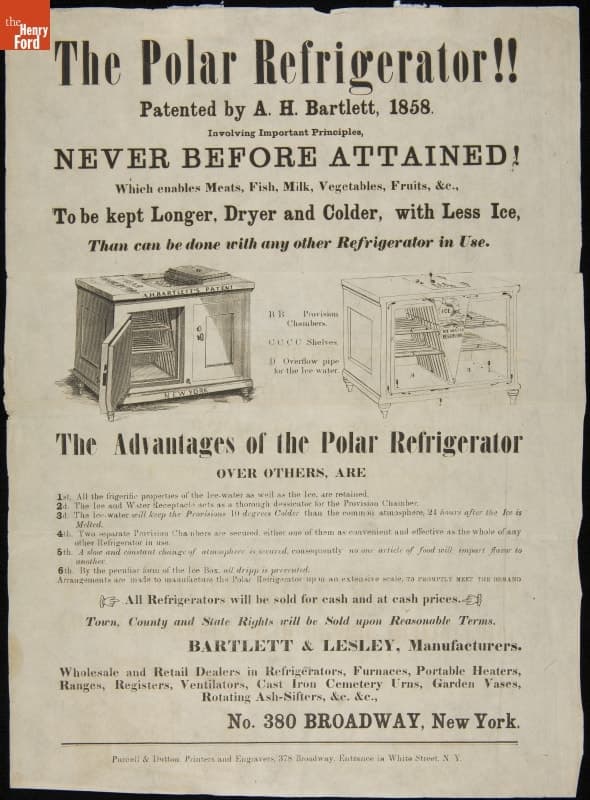 the
Henry
Ford
The Polar Refrigerator!!
Patented by A. H. Bartlett, 1858.
Involving Important Principles,
NEVER BEFORE ATTAINED!
Which enables Meats, Fish, Milk, Vegetables, Fruits, &c.,
To be kept Longer, Dryer and Colder, with Less Ice,
Than can be done with any other Refrigerator in Use.
A.H. BARTLETT'S PATENT
NEW YORK
B B Provision
Chambers.
C C C C Shelves.
D Overflow pipe
for the Ice water.
ICE
The Advantages of the Polar Refrigerator
OVER OTHERS, ARE
1st, All the frigerific properties of the Ice-water as well as the Ice, are retained.
2d. The Ice and Water Receptacle acts as a thorough dessicator for the Provision Chamber.
3d. The Ice-water will keep the Provisions 10 degrees Colder than the common atmosphere, 24 hours after the Ice is
Melted.
4th. Two separate Provision Chambers are secured, either one of them as convenient and effective as the whole of any
other Refrigerator in use.
5th. A slow and constant change of atmosphere is secured, consequently no one article of food will impart flavor to
another.
6th. By the peculiar form of the Ice Box, all dripp is prevented.
Arrangements are made to manufacture the Polar Refrigerator upon an extensive scale, TO PROMPTLY MEET THE DEMAND
All Refrigerators will be sold for cash and at cash prices.
Town, County and State Rights will be Sold upon Reasonable Terms.
BARTLETT & LESLEY, Manufacturers.
Wholesale and Retail Dealers in Refrigerators, Furnaces, Portable Heaters,
Ranges, Registers, Ventilators, Cast Iron Cemetery Urns, Garden Vases,
Rotating Ash-Sifters, &c. &c.,
No. 380 BROADWAY, New York.
Purcell & Dutton, Printers and Engravers, 378 Broadway. Entrance in White Street, N. Y.